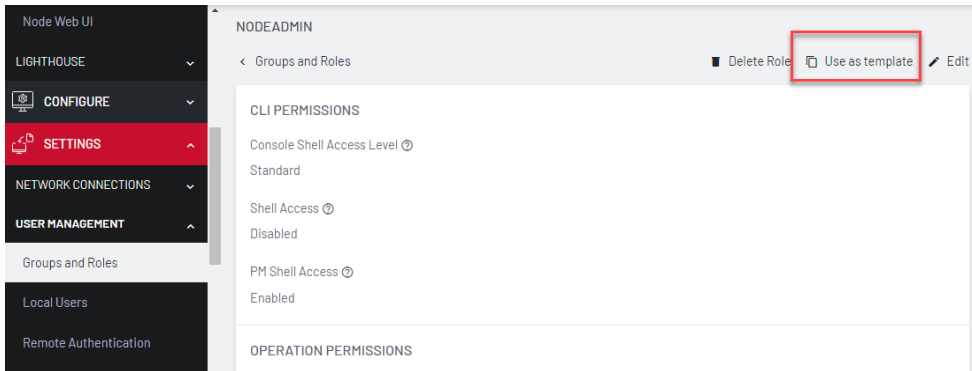 Node Web UI
LIGHTHOUSE
CONFIGURE
SETTINGS
NETWORK CONNECTIONS
USER MANAGEMENT
Groups and Roles
Local Users
Remote Authentication
NODEADMIN
Groups and Roles
Delete Role
Use as template
Edit
CLI PERMISSIONS
Console Shell Access Level
Standard
Shell Access
Disabled
PM Shell Access
Enabled
OPERATION PERMISSIONS